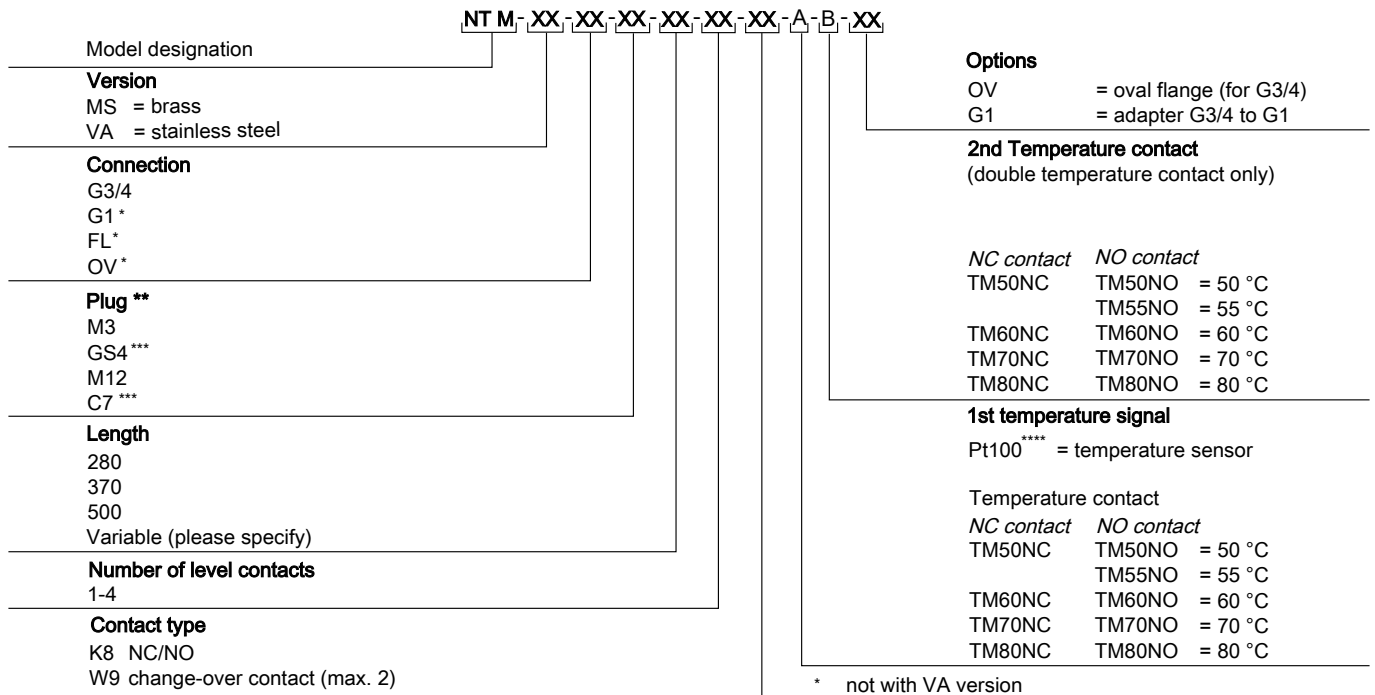 NT M - XX - XX - XX - XX - XX - XX - A - B - XX
Model designation
Version
MS = brass
VA = stainless steel
Connection
G3/4
G1 *
FL*
OV *
Plug **
M3
GS4 ***
M12
C7 ***
Length
280
370
500
Variable (please specify)
Number of level contacts
1-4
Contact type
K8 NC/NO
W9 change-over contact (max. 2)
Options
OV = oval flange (for G3/4)
G1 = adapter G3/4 to G1
2nd Temperature contact
(double temperature contact only)
NC contact NO contact
TM50NC TM50NO = 50 °C
TM55NO = 55 °C
TM60NC TM60NO = 60 °C
TM70NC TM70NO = 70 °C
TM80NC TM80NO = 80 °C
1st temperature signal
Pt100**** = temperature sensor
Temperature contact
NC contact NO contact
TM50NC TM50NO = 50 °C
TM55NO = 55 °C
TM60NC TM60NO = 60 °C
TM70NC TM70NO = 70 °C
TM80NC TM80NO = 80 °C
* not with VA version